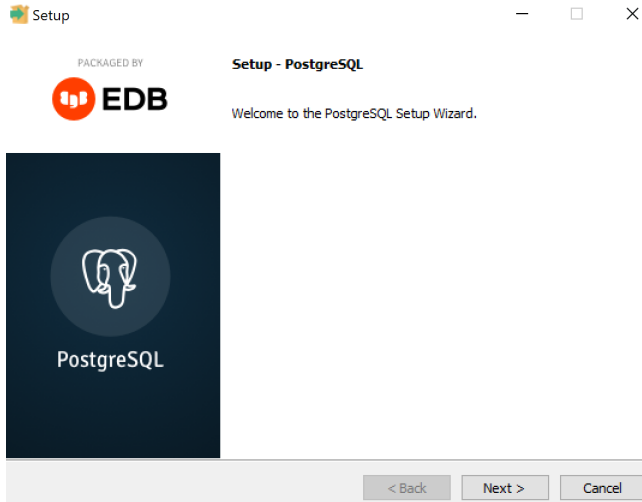 Setup
PACKAGED BY
EDB
Setup - PostgreSQL
Welcome to the PostgreSQL Setup Wizard.
PostgreSQL
< Back
Next >
Cancel